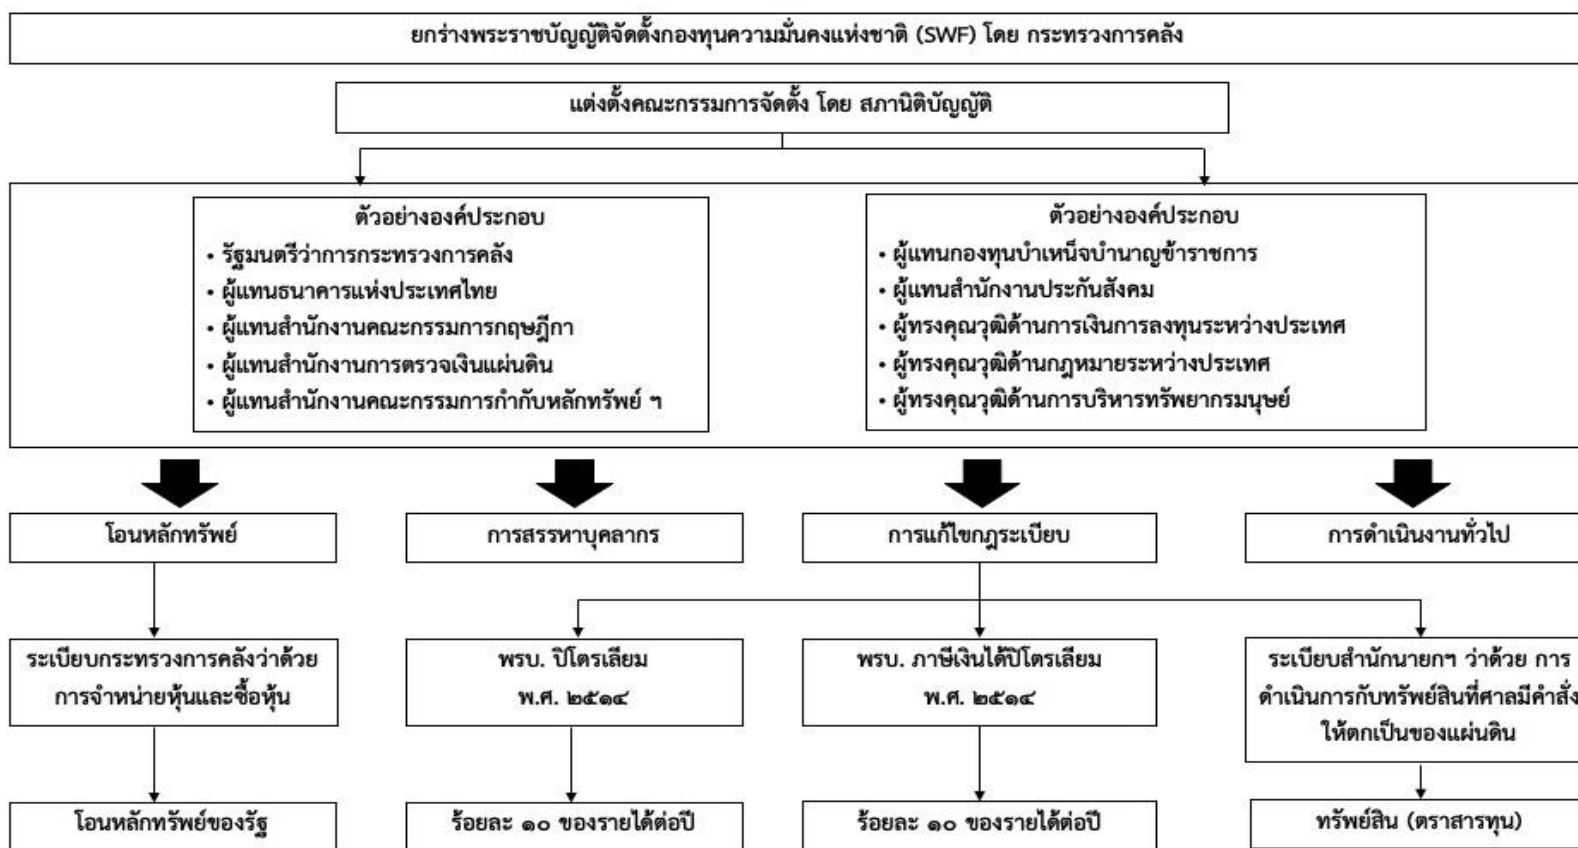 ยกร่างพระราชบัญญัติจัดตั้งกองทุนความมั่นคงแห่งชาติ (SWF) โดย กระทรวงการคลัง
แต่งตั้งคณะกรรมการจัดตั้ง โดย สภานิติบัญญัติ
ตัวอย่างองค์ประกอบ
• รัฐมนตรีว่าการกระทรวงการคลัง
• ผู้แทนธนาคารแห่งประเทศไทย
• ผู้แทนสำนักงานคณะกรรมการกฤษฎีกา
• ผู้แทนสำนักงานการตรวจเงินแผ่นดิน
• ผู้แทนสำนักงานคณะกรรมการกำกับหลักทรัพย์ ฯ
ตัวอย่างองค์ประกอบ
• ผู้แทนกองทุนบำเหน็จบำนาญข้าราชการ
• ผู้แทนสำนักงานประกันสังคม
• ผู้ทรงคุณวุฒิด้านการเงินการลงทุนระหว่างประเทศ
• ผู้ทรงคุณวุฒิด้านกฎหมายระหว่างประเทศ
• ผู้ทรงคุณวุฒิด้านการบริหารทรัพยากรมนุษย์
โอนหลักทรัพย์
การสรรหาบุคลากร
การแก้ไขกฎระเบียบ
การดำเนินงานทั่วไป
ระเบียบกระทรวงการคลังว่าด้วย
การจำหน่ายหุ้นและซื้อหุ้น
พรบ. ปิโตรเลียม
พ.ศ. ๒๕๑๔
พรบ. ภาษีเงินได้ปิโตรเลียม
พ.ศ. ๒๕๑๔
ระเบียบสำนักนายกฯ ว่าด้วย การ
ดำเนินการกับทรัพย์สินที่ศาลมีคำสั่ง
ให้ตกเป็นของแผ่นดิน
โอนหลักทรัพย์ของรัฐ
ร้อยละ ๑๐ ของรายได้ต่อปี
ร้อยละ ๑๐ ของรายได้ต่อปี
ทรัพย์สิน (ตราสารทุน)